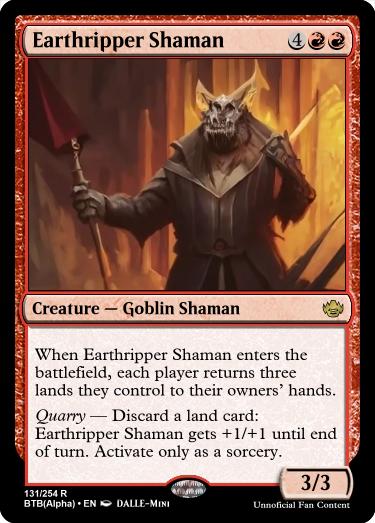 Earthripper Shaman 4
Creature — Goblin Shaman
When Earthripper Shaman enters the
battlefield, each player returns three
lands they control to their owners' hands.
Quarry — Discard a land card:
Earthripper Shaman gets +1/+1 until end
of turn. Activate only as a sorcery.
3/3
131/254 R
BTB(Alpha) • EN DALLE-Mini
Unofficial Fan Content